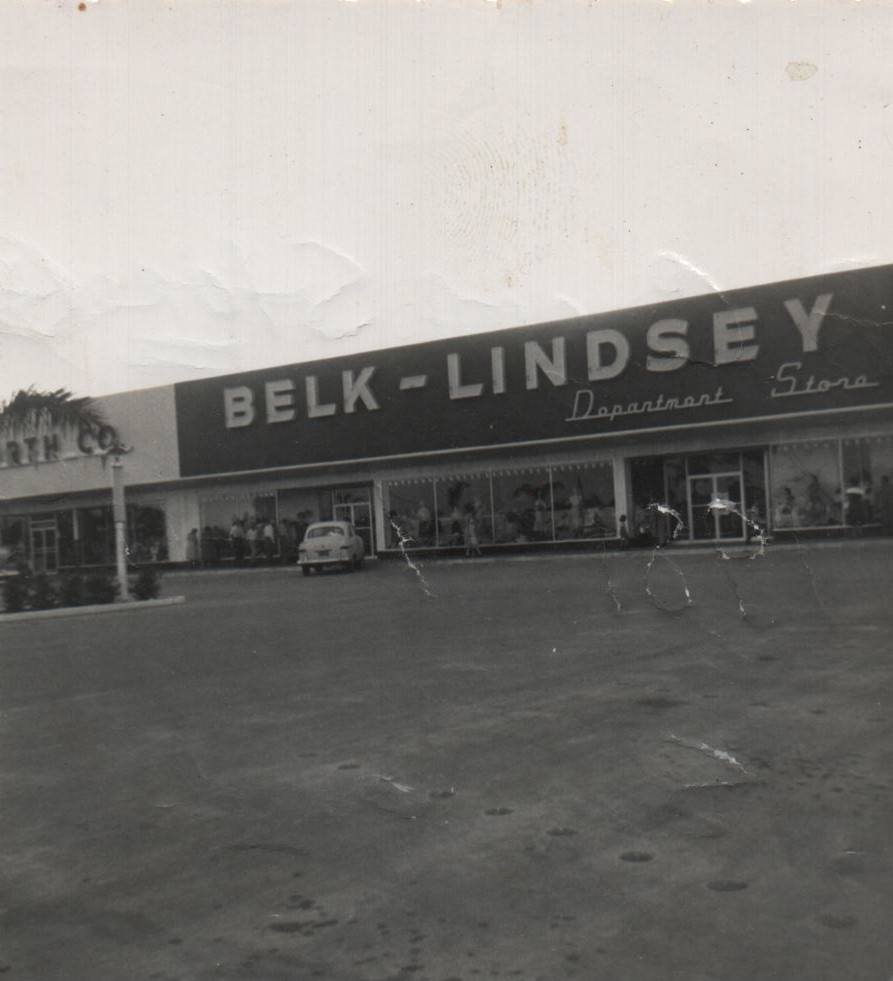 BELK-LINDSEY
Department Store
RTH CO